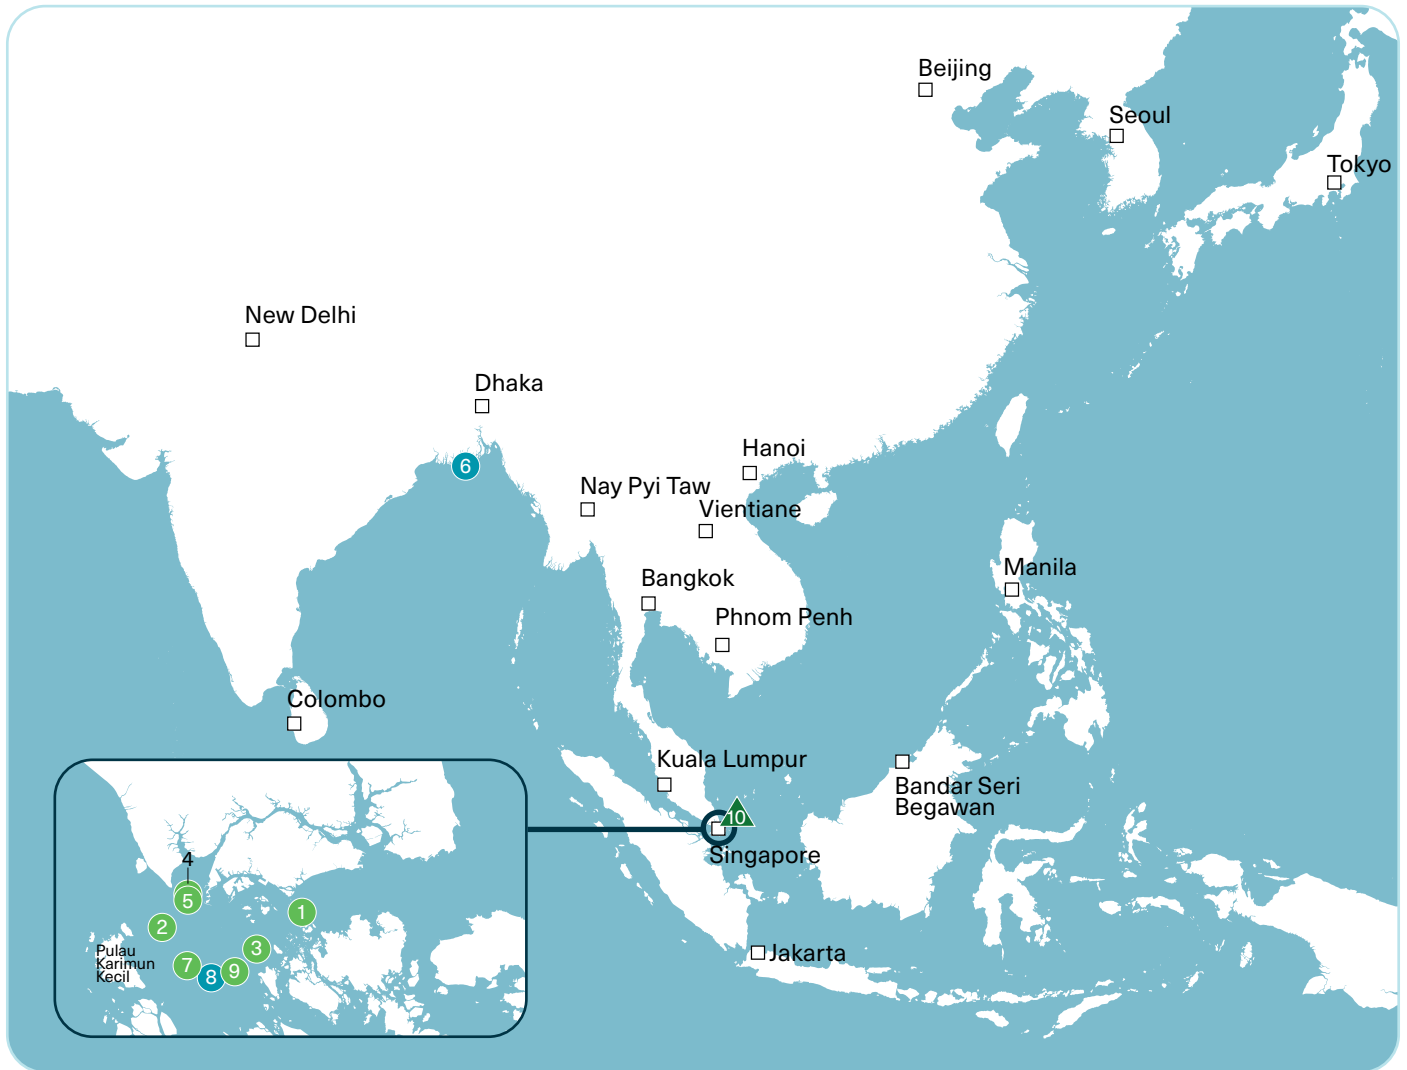 Beijing
Seoul
Tokyo
New Delhi
Dhaka
6
Hanoi
Nay Pyi Taw
Vientiane
Manila
Bangkok
Phnom Penh
Colombo
Kuala Lumpur
Bandar Seri
Begawan
10
Singapore
Jakarta
4
5
1
2
3
Pulau
Karimun
Kecil
7
8
9